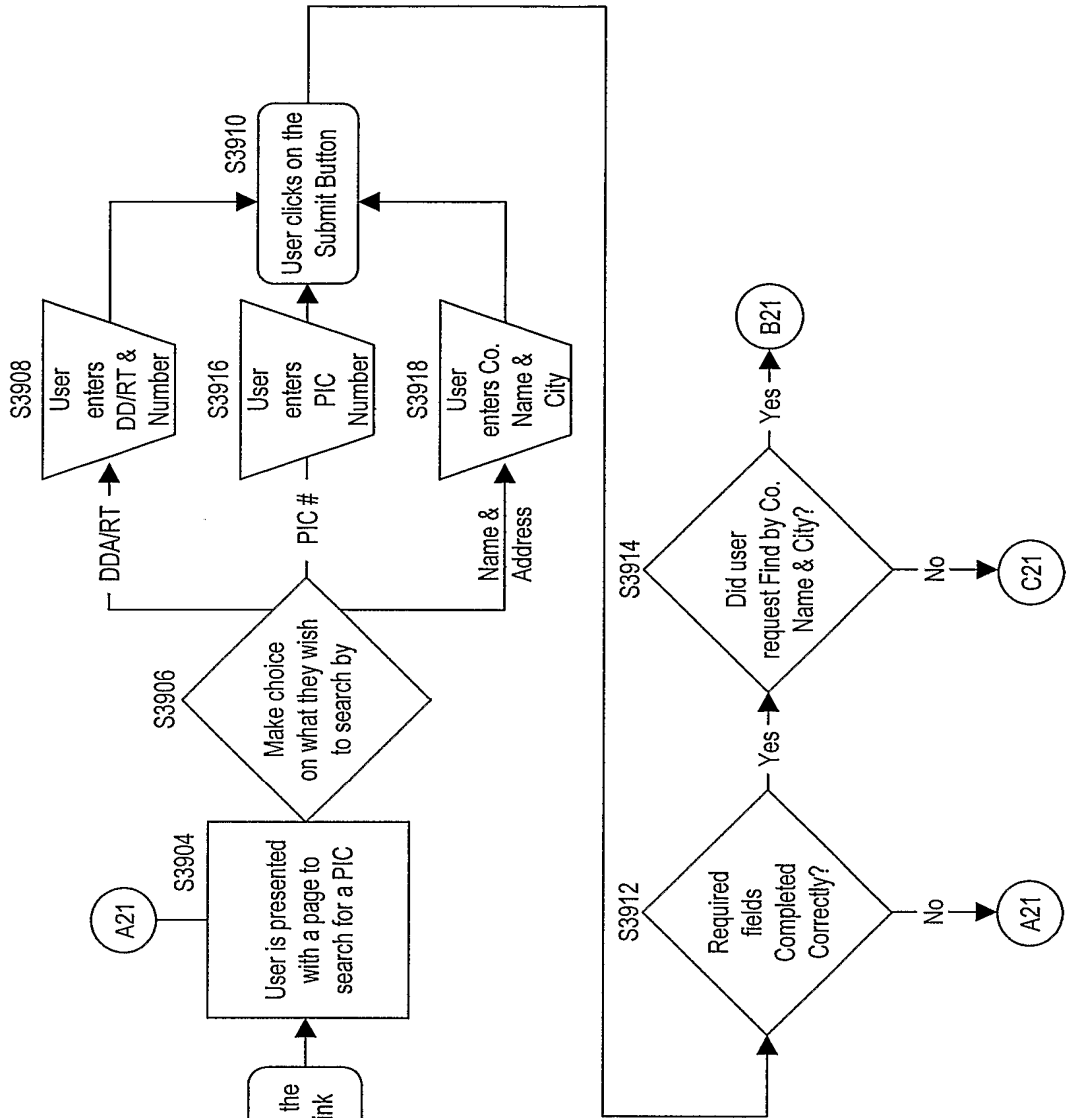 the
ink
A21
S3904
User is presented
with a page to
search for a PIC
S3906
Make choice
on what they wish
to search by
DDA/RT
PIC #
Name &
Address
S3908
User
enters
DD/RT &
Number
S3916
User
enters
PIC
Number
S3918
User
enters Co.
Name &
City
S3910
User clicks on the
Submit Button
S3912
Required
fields
Completed
Correctly?
No
A21
Yes
S3914
Did user
request Find by Co.
Name & City?
No
C21
Yes
B21